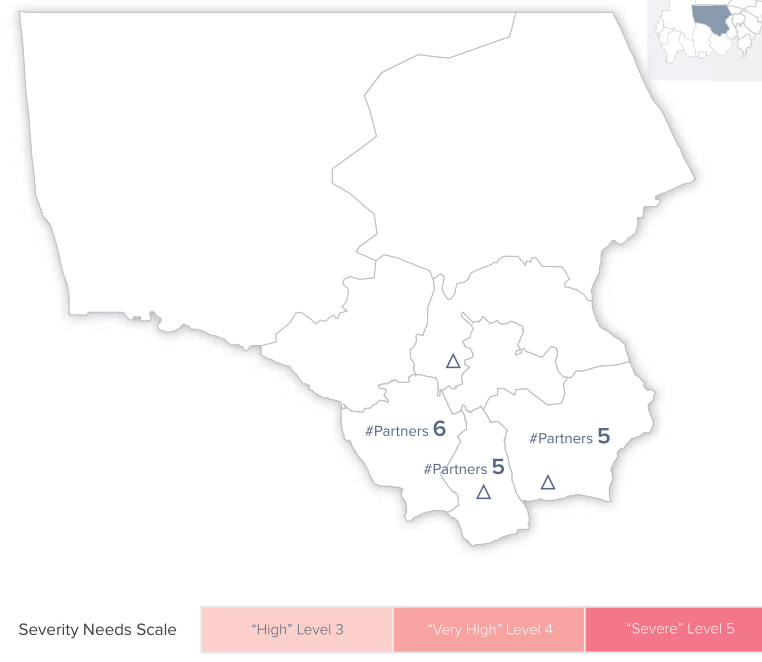 #Partners 6
#Partners 5
#Partners 5
Severity Needs Scale
“High” Level 3
“Very High” Level 4
“Severe” Level 5